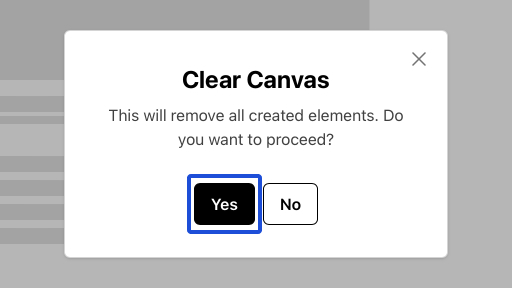 Clear Canvas
This will remove all created elements. Do
you want to proceed?
Yes
No